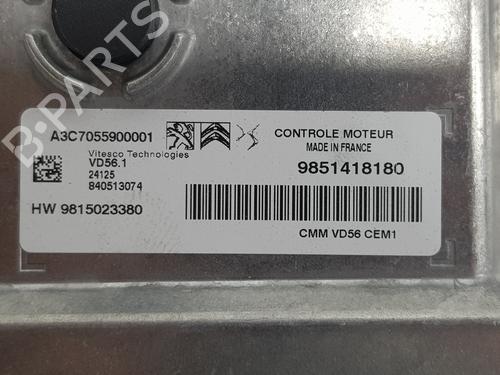 B-PARTS
A3C7055900001
Vitesco Technologies
VD56.1
24125
840513074
HW 9815023380
CONTROLE MOTEUR
MADE IN FRANCE
9851418180
CMM VD56 CEM1